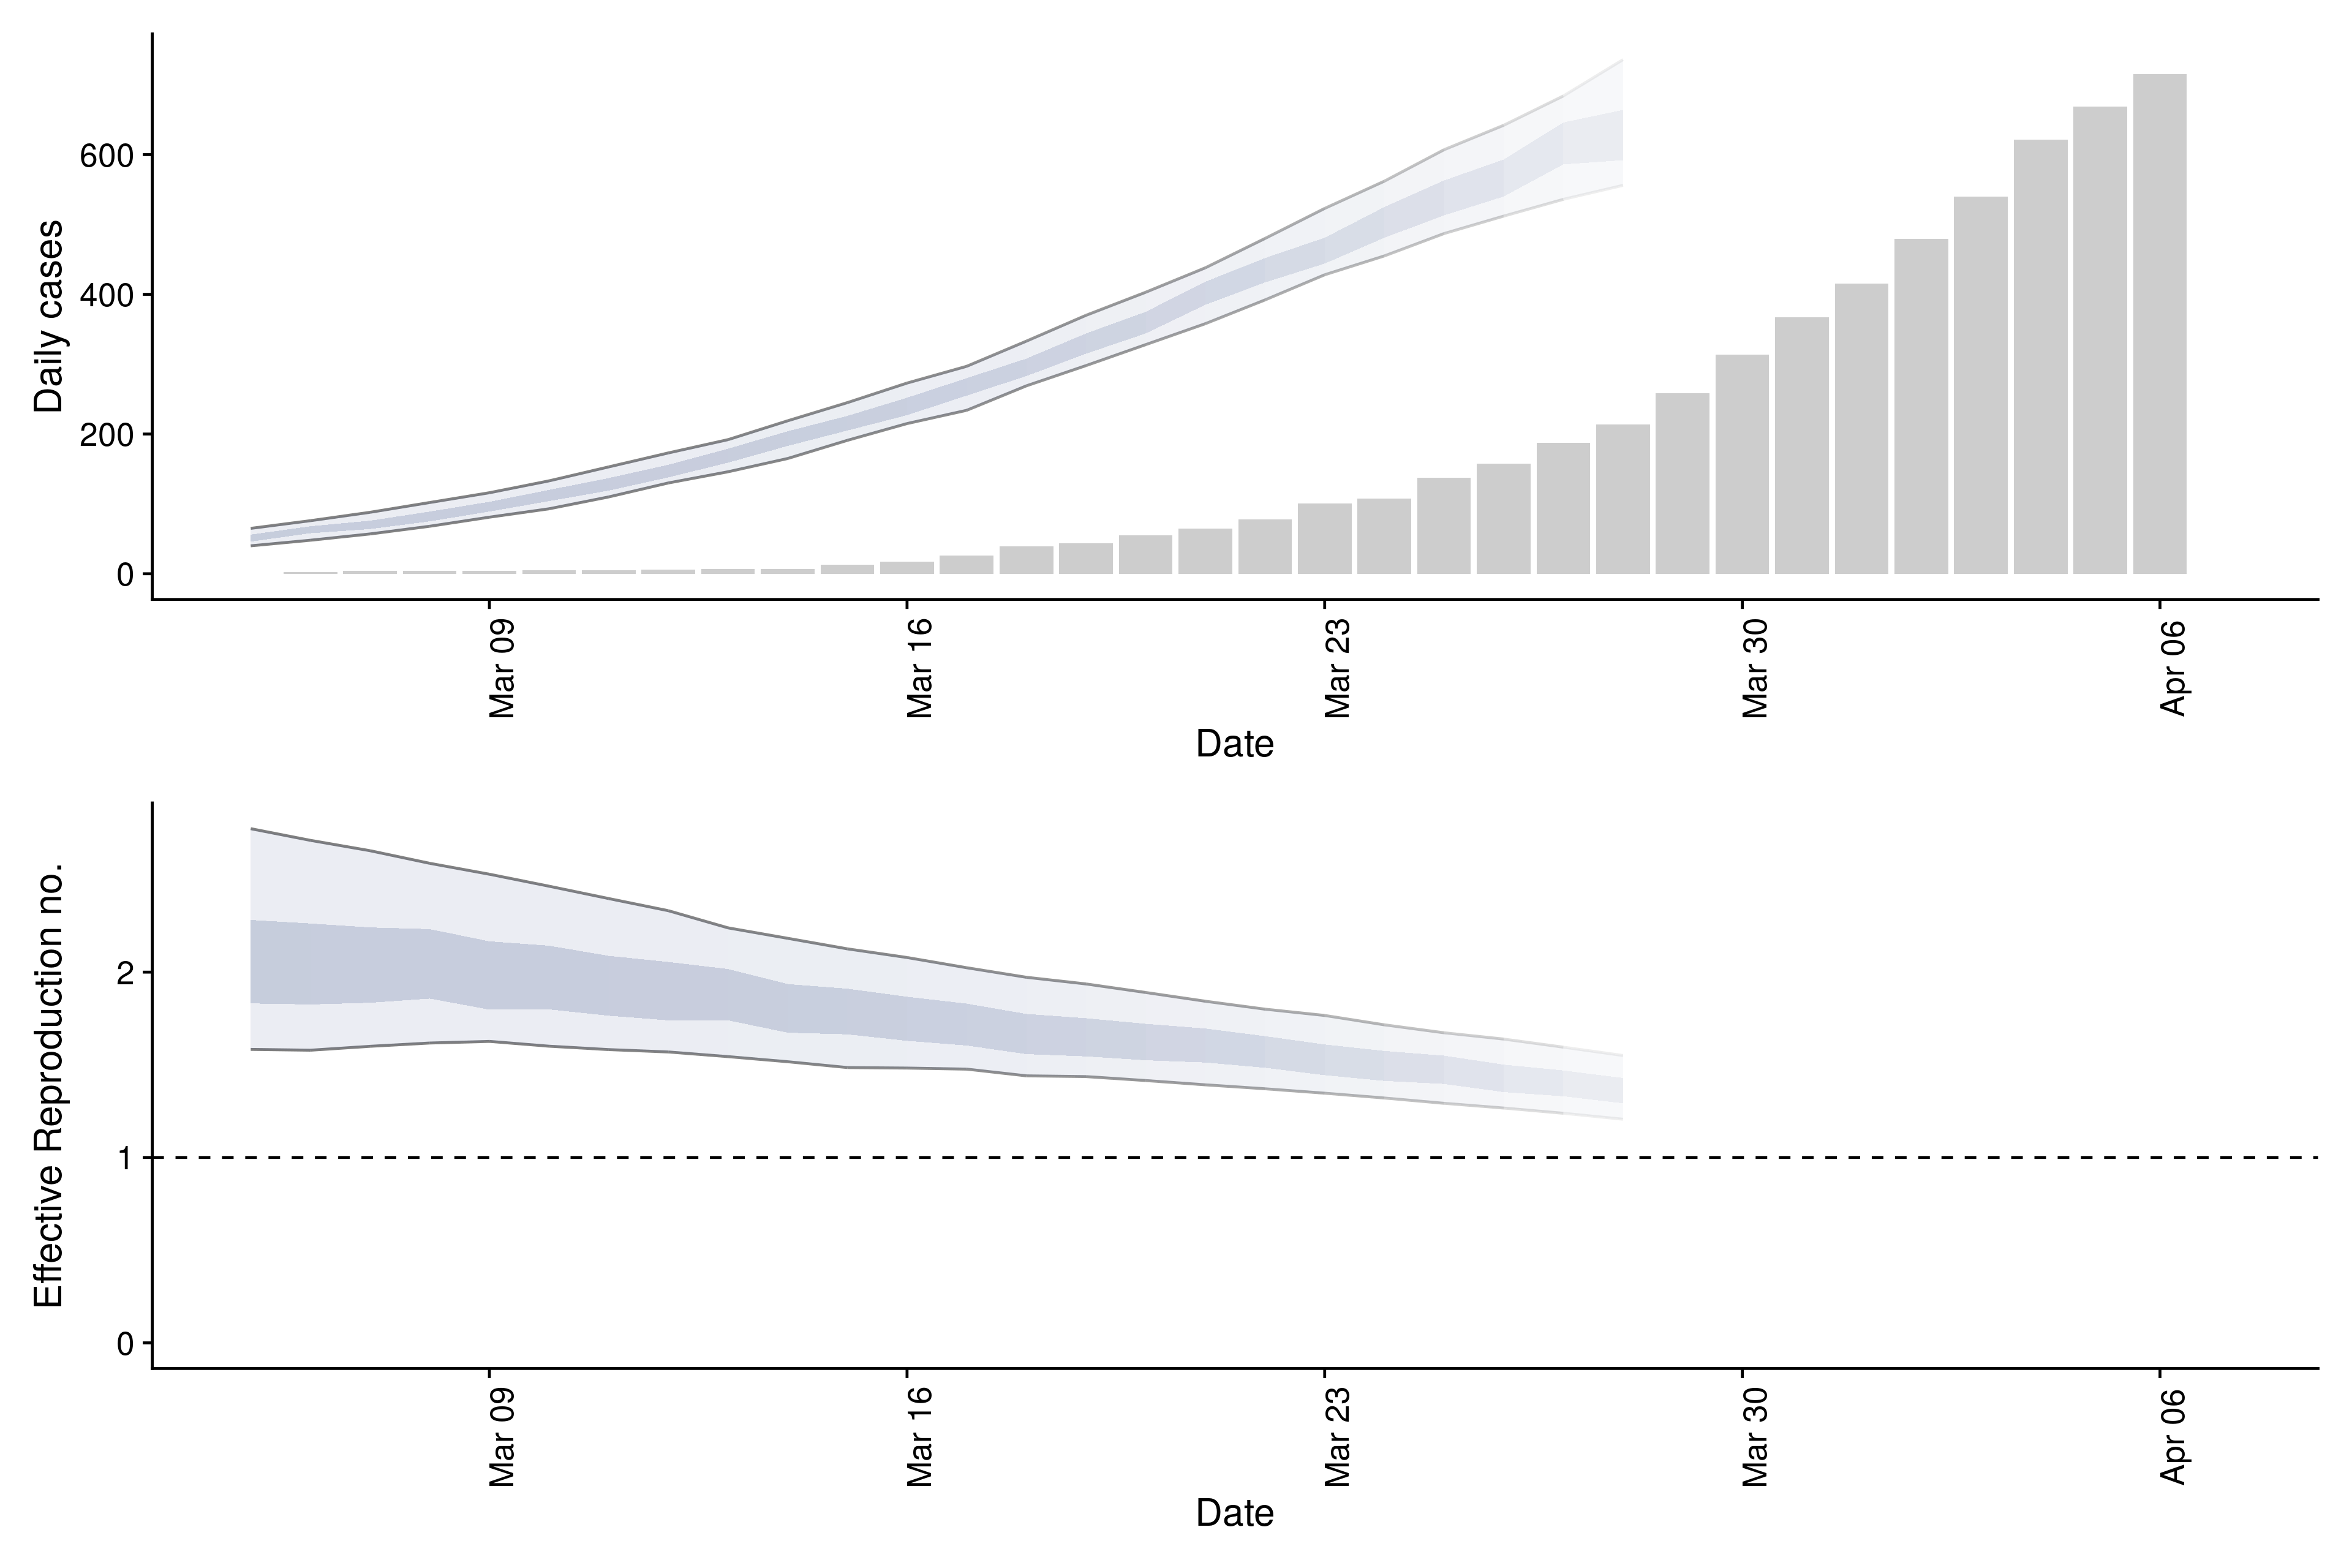 Daily cases
600
400
200
0
Mar 09
Mar 16
Mar 23
Mar 30
Apr 06
Date
Effective Reproduction no.
2
1
0
Mar 09
Mar 16
Mar 23
Mar 30
Apr 06
Date